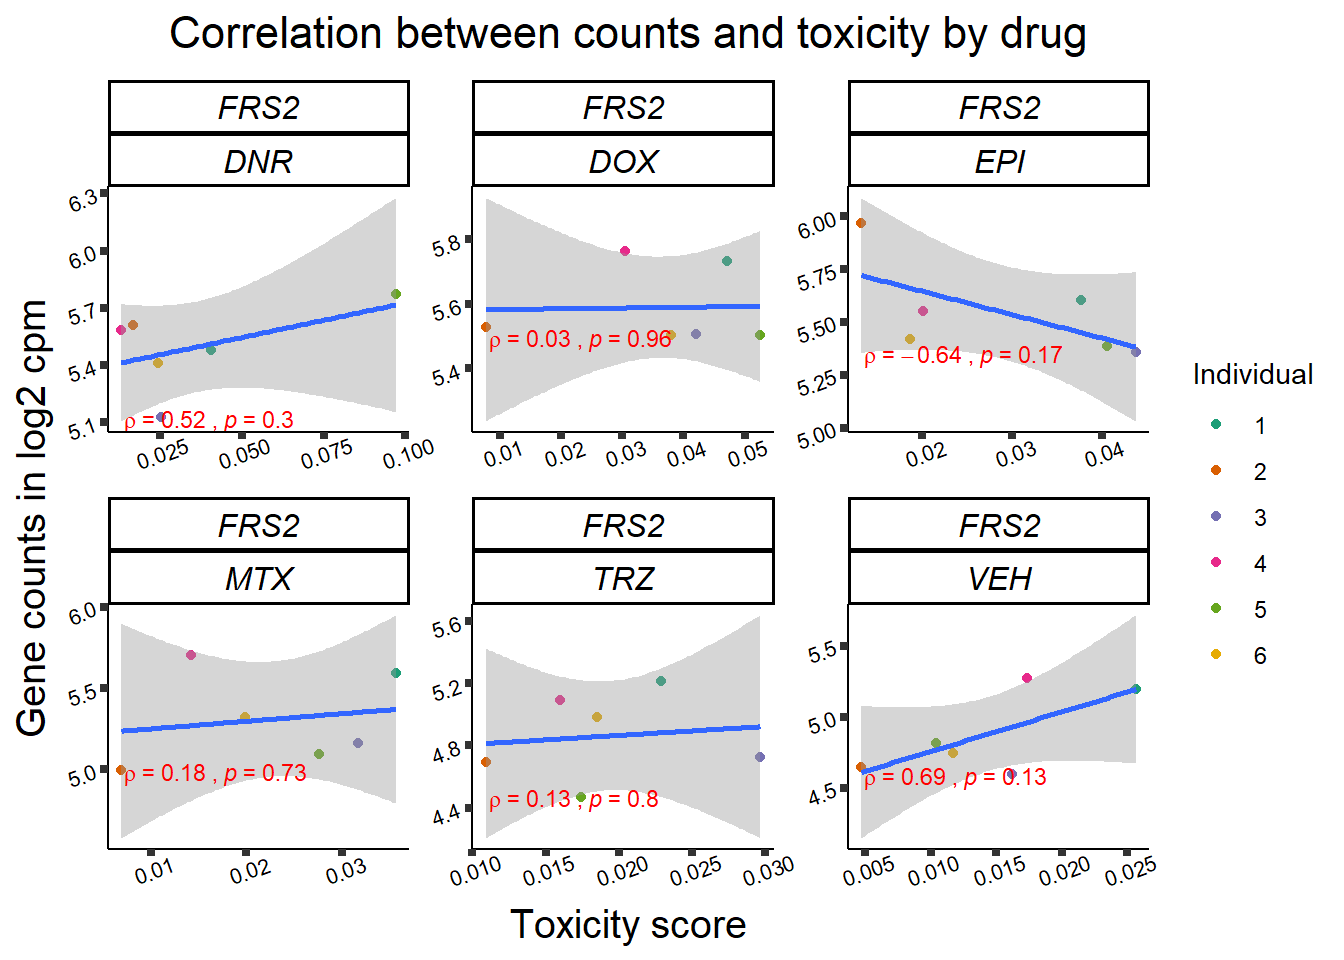 Correlation between counts and toxicity by drug
FRS2
DNR
6.3
6.0
5.7
5.4
5.1
ρ = 0.52 , p = 0.3
0.025 0.050 0.075 0.100
FRS2
DOX
5.8
5.6
5.4
ρ = 0.03 , p = 0.96
0.01 0.02 0.03 0.04 0.05
FRS2
EPI
6.00
5.75
5.50
5.25
5.00
ρ = −0.64 , p = 0.17
0.02 0.03 0.04
FRS2
MTX
6.0
5.5
5.0
ρ = 0.18 , p = 0.73
0.01 0.02 0.03
FRS2
TRZ
5.6
5.2
4.8
4.4
ρ = 0.13 , p = 0.8
0.010 0.015 0.020 0.025 0.030
FRS2
VEH
5.5
5.0
4.5
ρ = 0.69 , p = 0.13
0.005 0.010 0.015 0.020 0.025
Gene counts in log2 cpm
Toxicity score
Individual
1
2
3
4
5
6